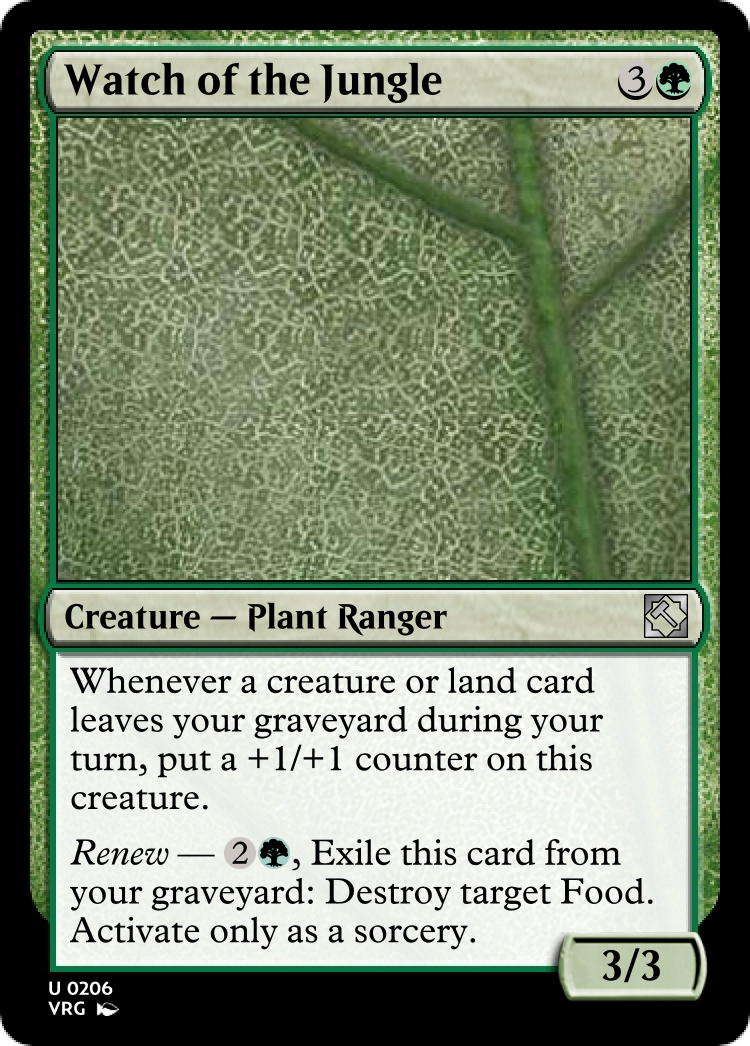 Watch of the Jungle 3
Creature — Plant Ranger
Whenever a creature or land card
leaves your graveyard during your
turn, put a +1/+1 counter on this
creature.
Renew — 2, Exile this card from
your graveyard: Destroy target Food.
Activate only as a sorcery.
3/3
U 0206
VRG